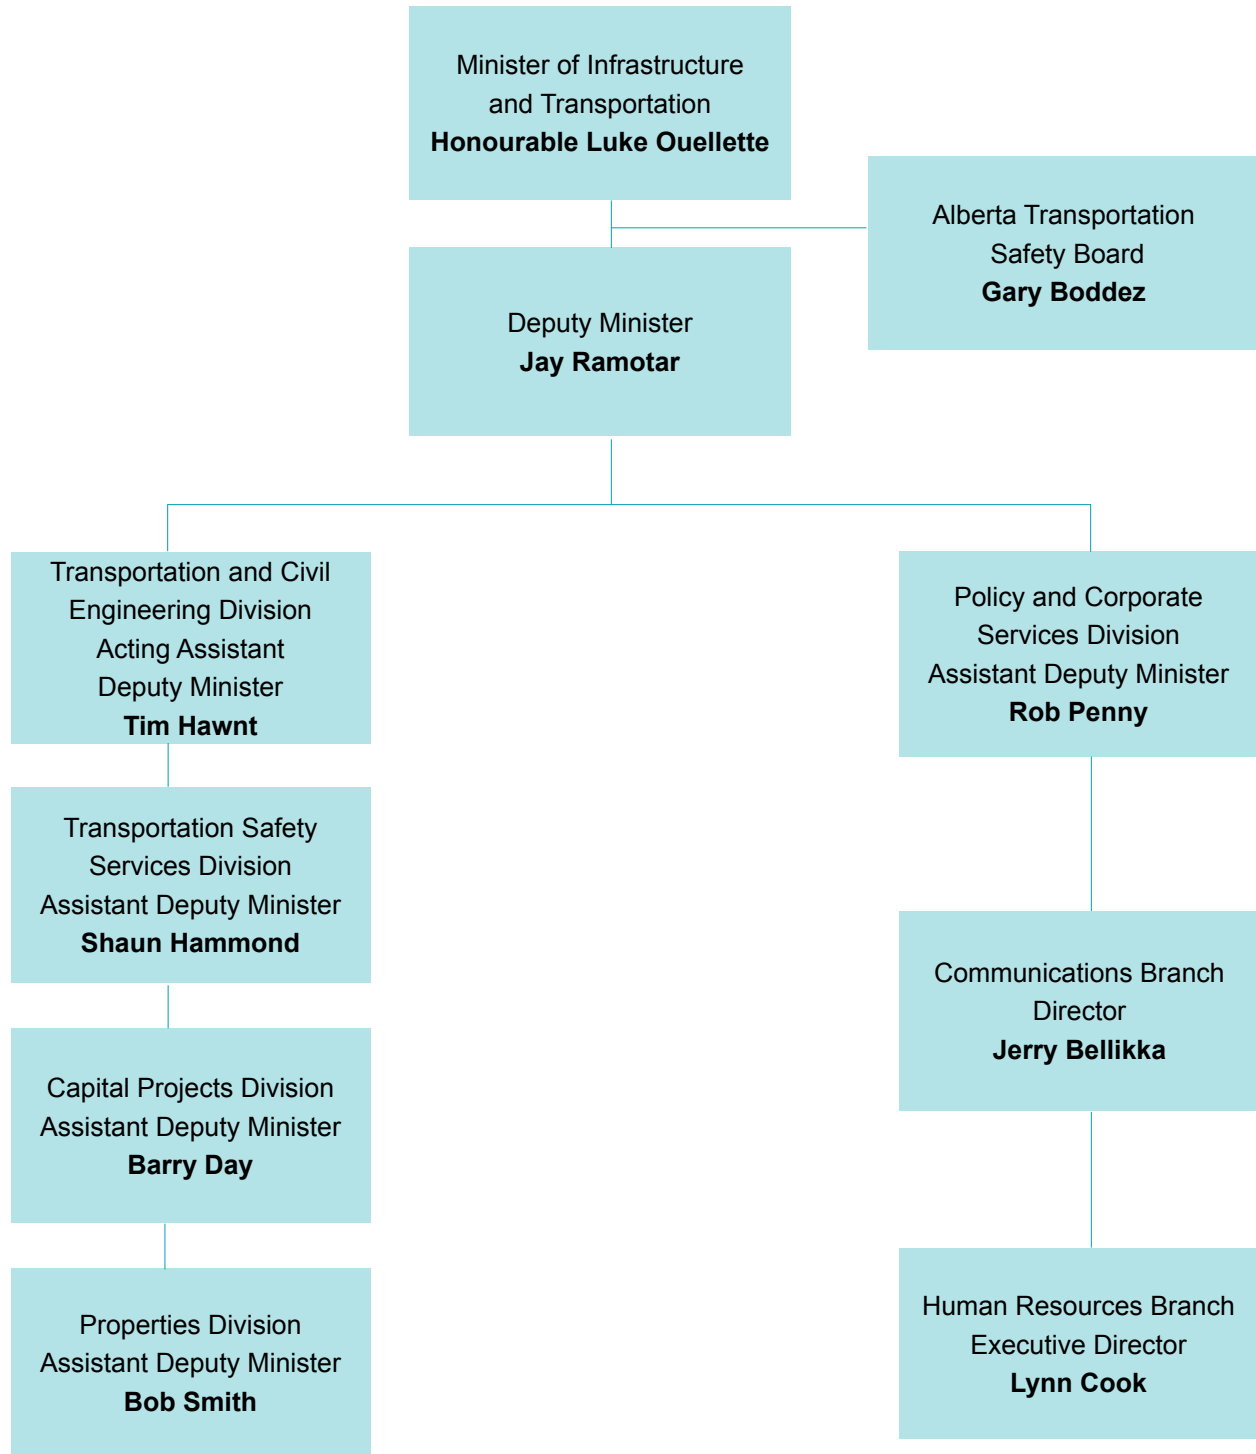 Minister of Infrastructure
and Transportation
Honourable Luke Ouellette
Alberta Transportation
Safety Board
Gary Boddez
Deputy Minister
Jay Ramotar
Transportation and Civil
Engineering Division
Acting Assistant
Deputy Minister
Tim Hawnt
Transportation Safety
Services Division
Assistant Deputy Minister
Shaun Hammond
Capital Projects Division
Assistant Deputy Minister
Barry Day
Properties Division
Assistant Deputy Minister
Bob Smith
Policy and Corporate
Services Division
Assistant Deputy Minister
Rob Penny
Communications Branch
Director
Jerry Bellikka
Human Resources Branch
Executive Director
Lynn Cook